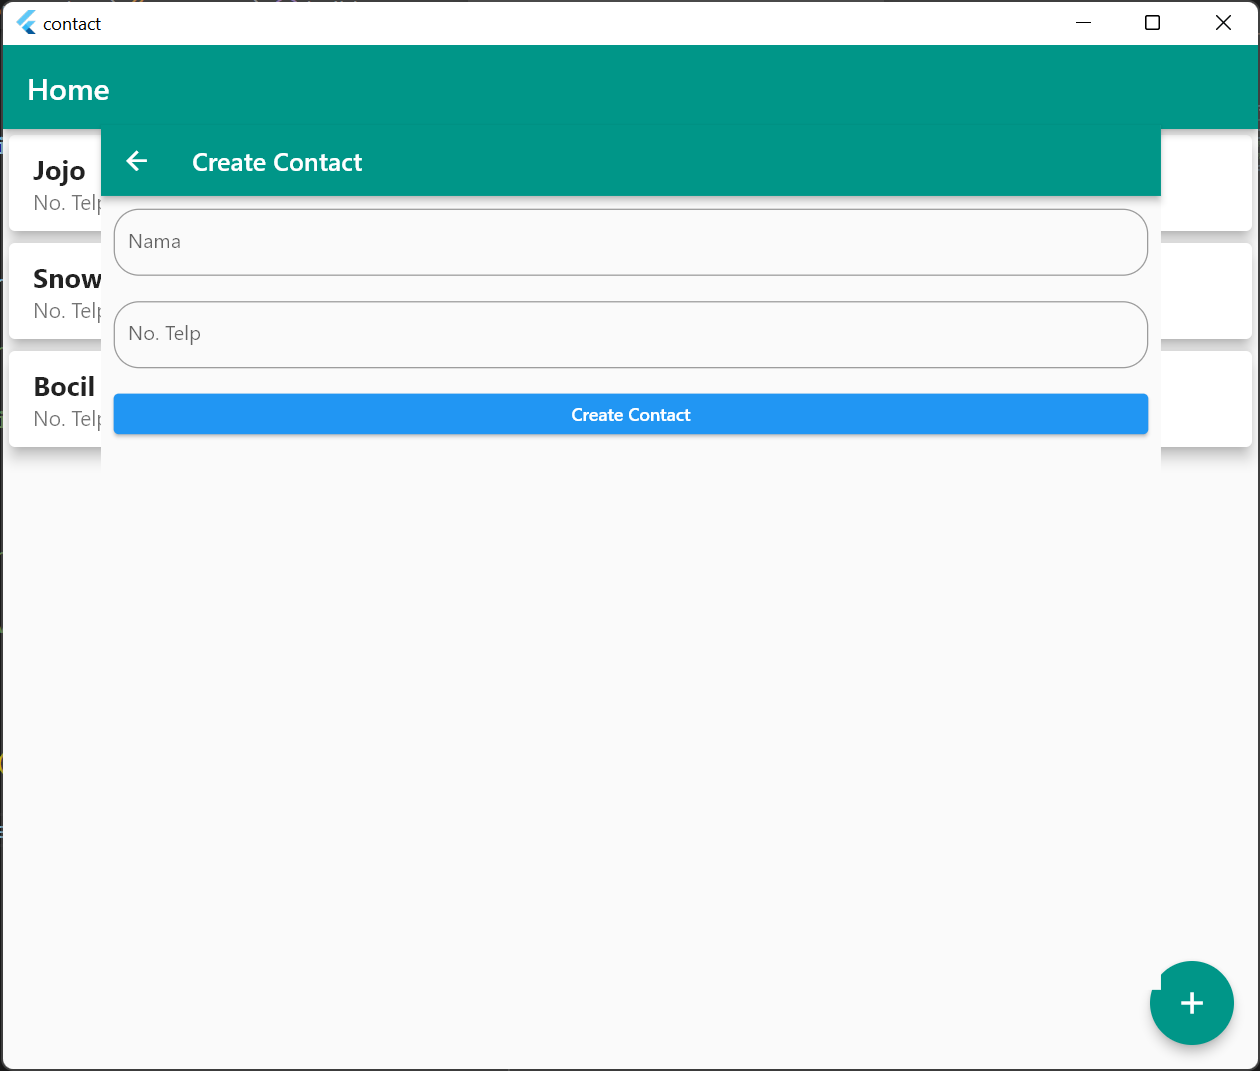 contact
Home
Create Contact
Jojo
No. Telp
Nama
Snow
No. Telp
No. Telp
Bocil
No. Telp
Create Contact